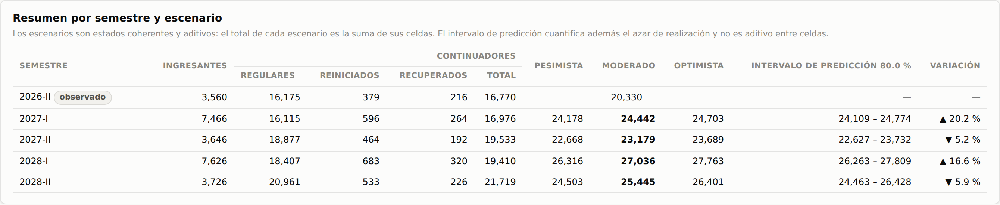 Resumen por semestre y escenario
Los escenarios son estados coherentes y aditivos: el total de cada escenario es la suma de sus celdas. El intervalo de predicción cuantifica además el azar de realización y no es aditivo entre celdas.
CONTINUADORES
SEMESTRE INGRESANTES PESIMISTA MODERADO OPTIMISTA INTERVALO DE PREDICCIÓN 80.0 % VARIACIÓN
REGULARES REINICIADOS RECUPERADOS TOTAL
2026-II observado 3,560 16,175 379 216 16,770 20,330 — —
2027-I 7,466 16,115 596 264 16,976 24,178 24,442 24,703 24,109 – 24,774 ▲ 20.2 %
2027-II 3,646 18,877 464 192 19,533 22,668 23,179 23,689 22,627 – 23,732 ▼ 5.2 %
2028-I 7,626 18,407 683 320 19,410 26,316 27,036 27,763 26,263 – 27,809 ▲ 16.6 %
2028-II 3,726 20,961 533 226 21,719 24,503 25,445 26,401 24,463 – 26,428 ▼ 5.9 %